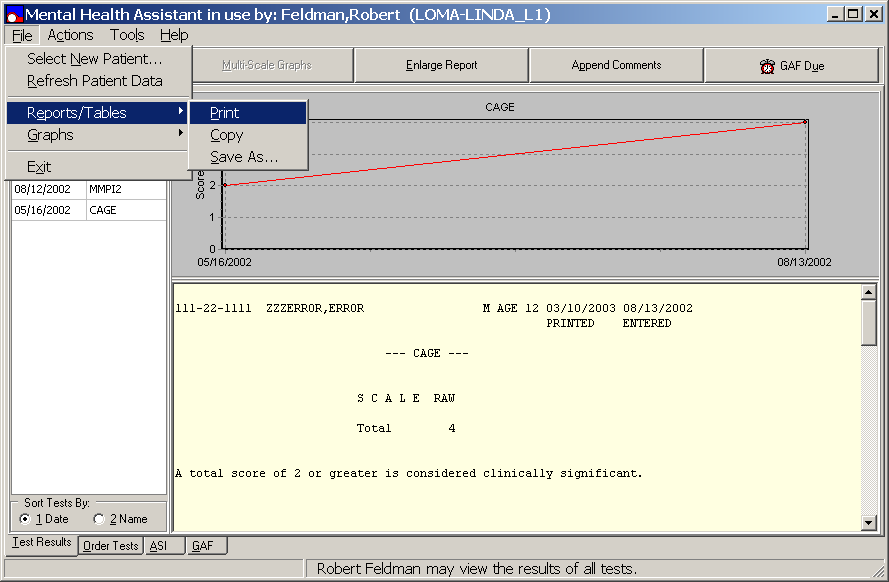 Mental Health Assistant in use by: Feldman,Robert (LOMA-LINDA_L1)
File Actions Tools Help
Select New Patient...
Refresh Patient Data
Reports/Tables
Graphs
Exit
Print
Copy
Save As...
Multi-Scale Graphs
Enlarge Report
Append Comments
GAF Due
CAGE
Score
2
1
0
05/16/2002 08/13/2002
08/12/2002 MMPI2
05/16/2002 CAGE
111-22-1111 ZZZERROR,ERROR M AGE 12 03/10/2003 08/13/2002
PRINTED ENTERED
--- CAGE ---
S C A L E RAW
Total 4
A total score of 2 or greater is considered clinically significant.
Sort Tests By:
1 Date 2 Name
Test Results Order Tests ASI GAF
Robert Feldman may view the results of all tests.